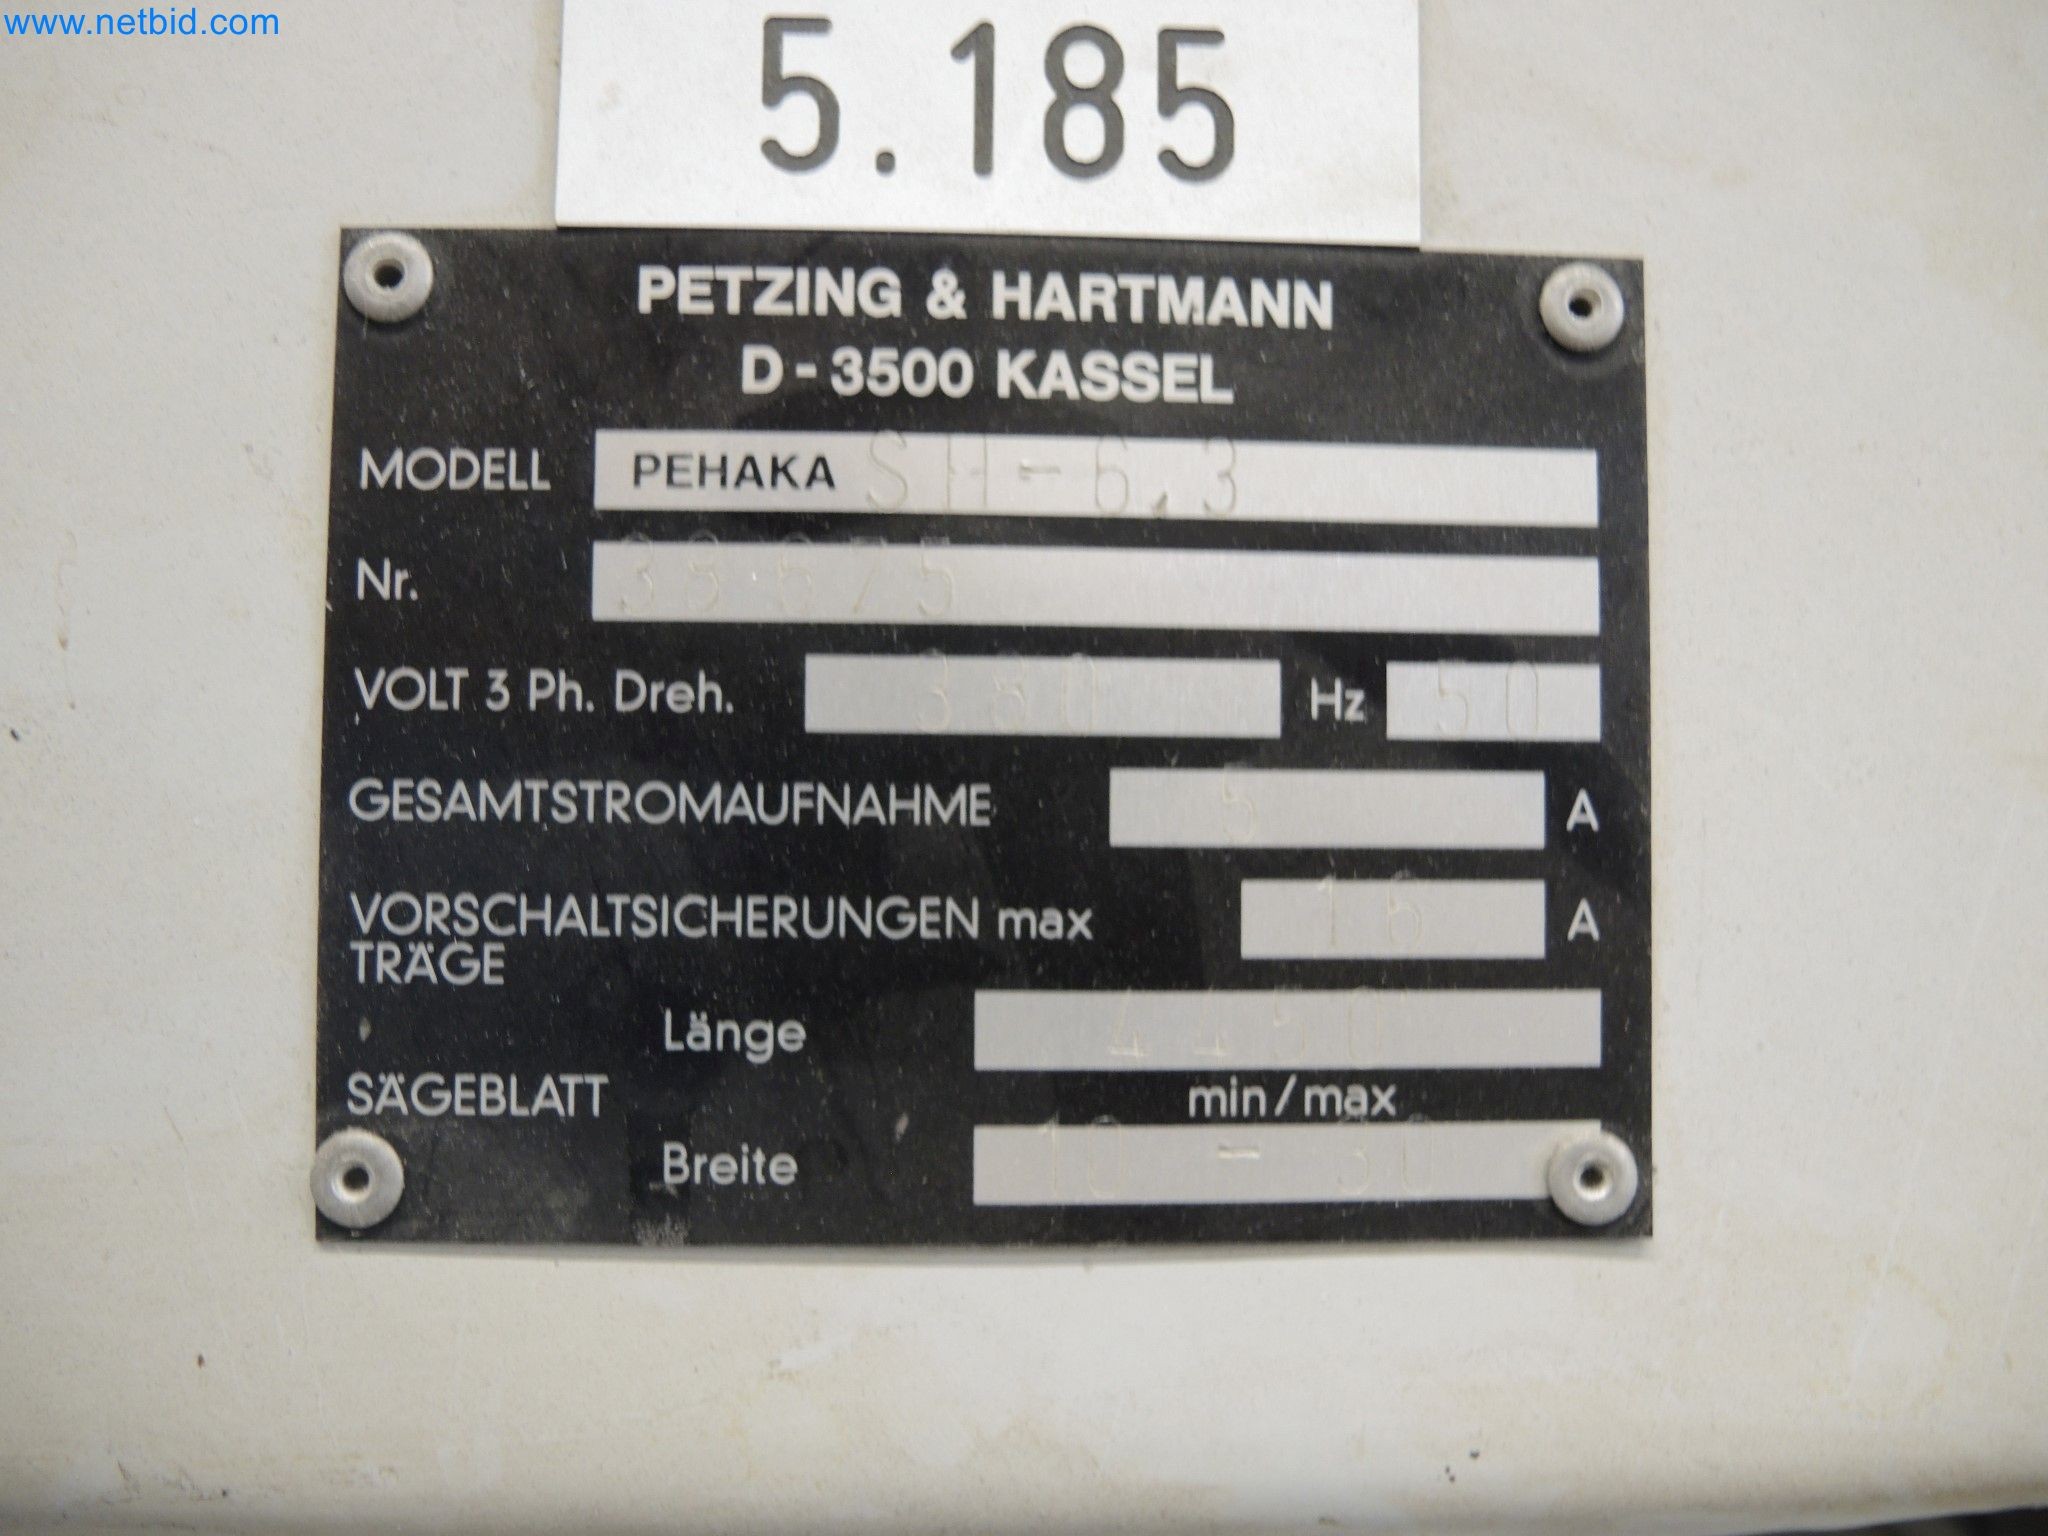 www.netbid.com
5.185
PETZING & HARTMANN
D-3500 KASSEL
MODELL PEHAKA SH-6.3
Nr.
VOLT 3 Ph. Dreh. 380 Hz 50
GESAMTSTROMAUFNAHME 5 A
VORSCHALTSICHERUNGEN max 16 A
TRÄGE
Länge 4450
SÄGEBLATT min/max
Breite 10 - 30